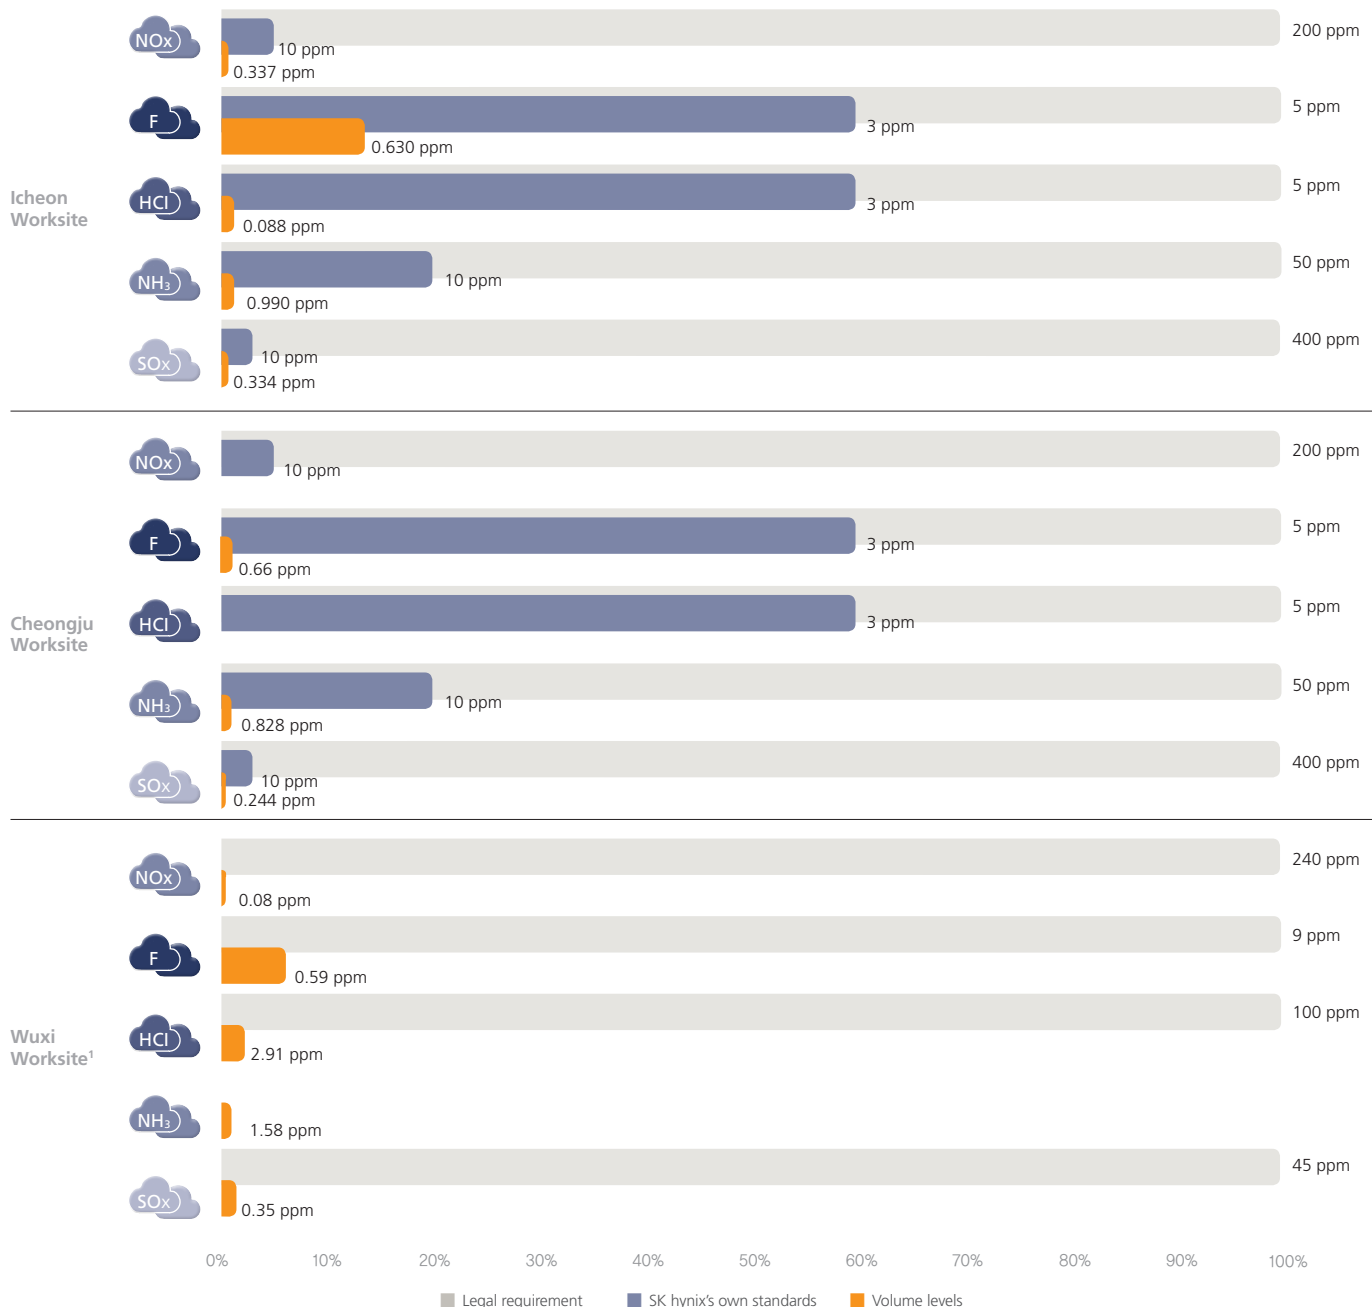 NOx
200 ppm
10 ppm
0.337 ppm
F
5 ppm
3 ppm
0.630 ppm
Icheon
Worksite
HCl
5 ppm
3 ppm
0.088 ppm
NH₃
50 ppm
10 ppm
0.990 ppm
SOx
400 ppm
10 ppm
0.334 ppm
NOx
200 ppm
10 ppm
F
5 ppm
3 ppm
0.66 ppm
Cheongju
Worksite
HCl
5 ppm
3 ppm
NH₃
50 ppm
10 ppm
0.828 ppm
SOx
400 ppm
10 ppm
0.244 ppm
NOx
240 ppm
0.08 ppm
F
9 ppm
0.59 ppm
Wuxi
Worksite¹
HCl
100 ppm
2.91 ppm
NH₃
1.58 ppm
SOx
45 ppm
0.35 ppm
0% 10% 20% 30% 40% 50% 60% 70% 80% 90% 100%
Legal requirement SK hynix's own standards Volume levels